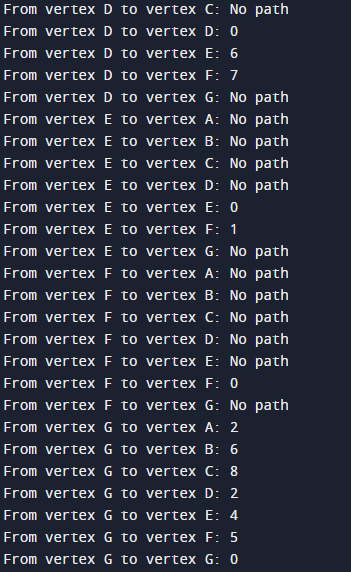 From vertex D to vertex C: No path
From vertex D to vertex D: 0
From vertex D to vertex E: 6
From vertex D to vertex F: 7
From vertex D to vertex G: No path
From vertex E to vertex A: No path
From vertex E to vertex B: No path
From vertex E to vertex C: No path
From vertex E to vertex D: No path
From vertex E to vertex E: 0
From vertex E to vertex F: 1
From vertex E to vertex G: No path
From vertex F to vertex A: No path
From vertex F to vertex B: No path
From vertex F to vertex C: No path
From vertex F to vertex D: No path
From vertex F to vertex E: No path
From vertex F to vertex F: 0
From vertex F to vertex G: No path
From vertex G to vertex A: 2
From vertex G to vertex B: 6
From vertex G to vertex C: 8
From vertex G to vertex D: 2
From vertex G to vertex E: 4
From vertex G to vertex F: 5
From vertex G to vertex G: 0